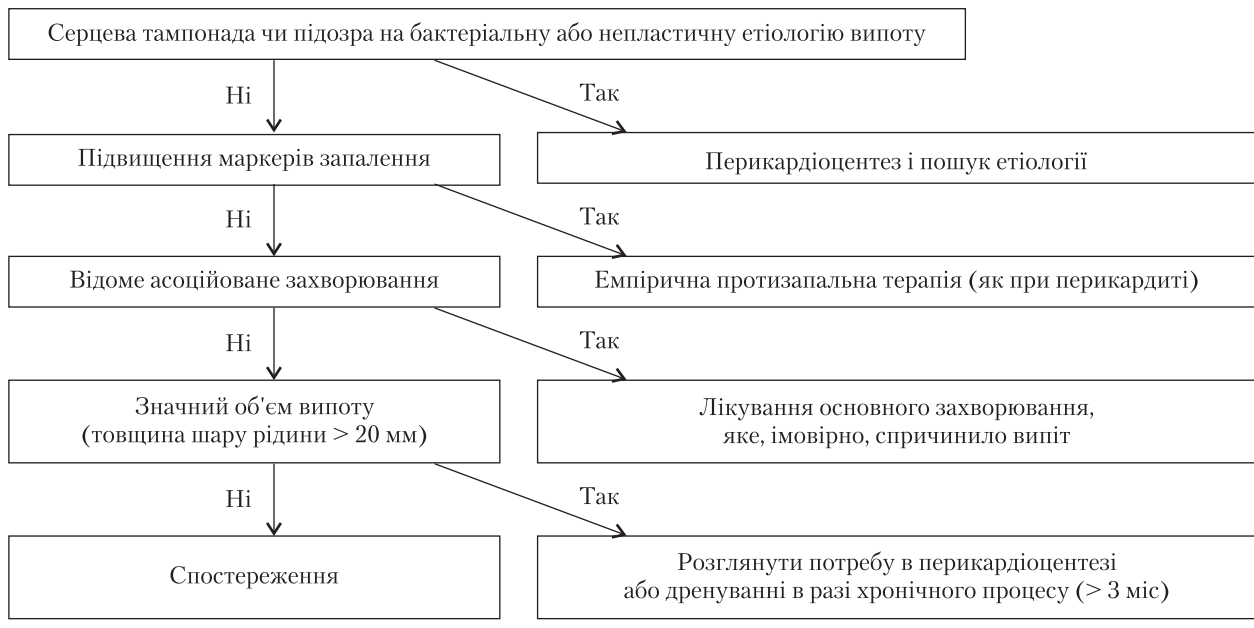 Серцева тампонада чи підозра на бактеріальну або непластичну етіологію випоту
Ні
Так
Підвищення маркерів запалення
Перикардіоцентез і пошук етіології
Ні
Так
Відоме асоційоване захворювання
Емпірична протизапальна терапія (як при перикардиті)
Ні
Так
Значний об'єм випоту
(товщина шару рідини > 20 мм)
Лікування основного захворювання,
яке, імовірно, спричинило випіт
Ні
Так
Спостереження
Розглянути потребу в перикардіоцентезі
або дренуванні в разі хронічного процесу (> 3 міс)